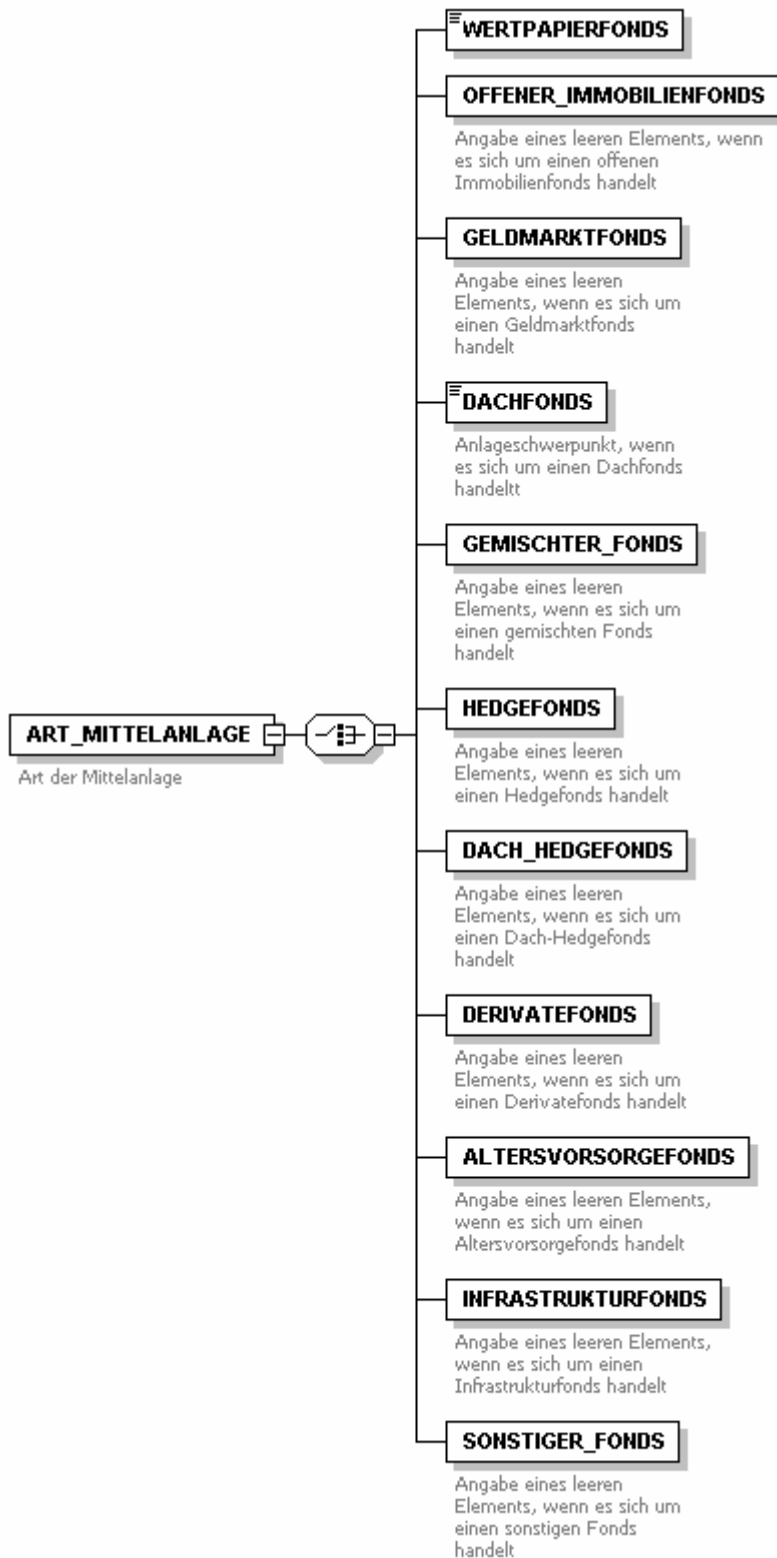 WERTPAPIERFONDS
OFFENER_IMMOBILIENFONDS
Angabe eines leeren Elements, wenn
es sich um einen offenen
Immobilienfonds handelt
GELDMARKTFONDS
Angabe eines leeren
Elements, wenn es sich um
einen Geldmarktfonds
handelt
DACHFONDS
Anlageschwerpunkt, wenn
es sich um einen Dachfonds
handeltt
GEMISCHTER_FONDS
Angabe eines leeren
Elements, wenn es sich um
einen gemischten Fonds
handelt
ART_MITTELANLAGE
Art der Mittelanlage
HEDGEFONDS
Angabe eines leeren
Elements, wenn es sich um
einen Hedgefonds handelt
DACH_HEDGEFONDS
Angabe eines leeren
Elements, wenn es sich um
einen Dach-Hedgefonds
handelt
DERIVATEFONDS
Angabe eines leeren
Elements, wenn es sich um
einen Derivatefonds handelt
ALTERSVORSORGEFONDS
Angabe eines leeren Elements,
wenn es sich um einen
Altersvorsorgefonds handelt
INFRASTRUKTURFONDS
Angabe eines leeren Elements,
wenn es sich um einen
Infrastrukturfonds handelt
SONSTIGER_FONDS
Angabe eines leeren
Elements, wenn es sich um
einen sonstigen Fonds
handelt